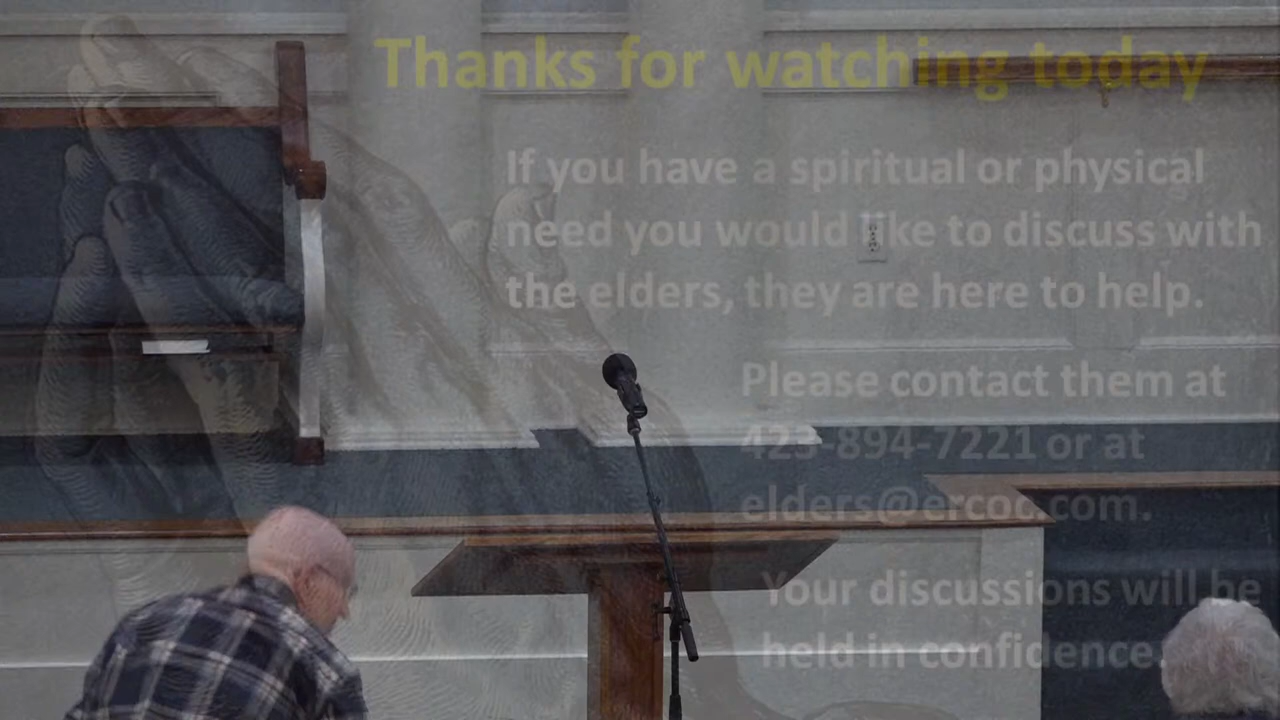 Thanks for watching today
If you have a spiritual or physical
need you would like to discuss with
the elders, they are here to help.
Please contact them at
423-894-7221 or at
elders@ercoc.com.
Your discussions will be
held in confidence.